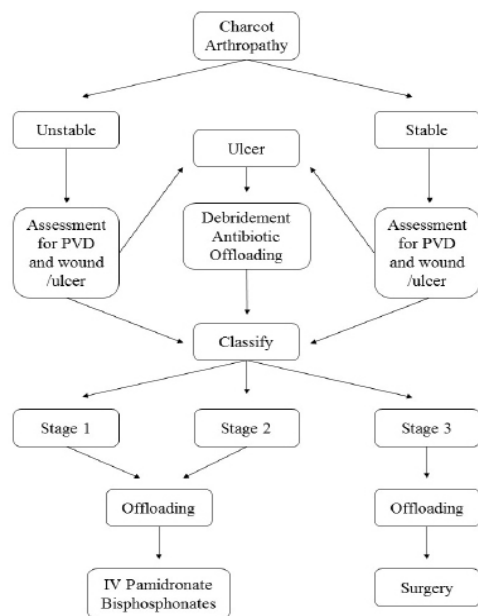 Charcot
Arthropathy
Unstable
Stable
Ulcer
Assessment
for PVD
and wound
/ulcer
Debridement
Antibiotic
Offloading
Assessment
for PVD
and wound
/ulcer
Classify
Stage 1
Stage 2
Stage 3
Offloading
Offloading
IV Pamidronate
Bisphosphonates
Surgery